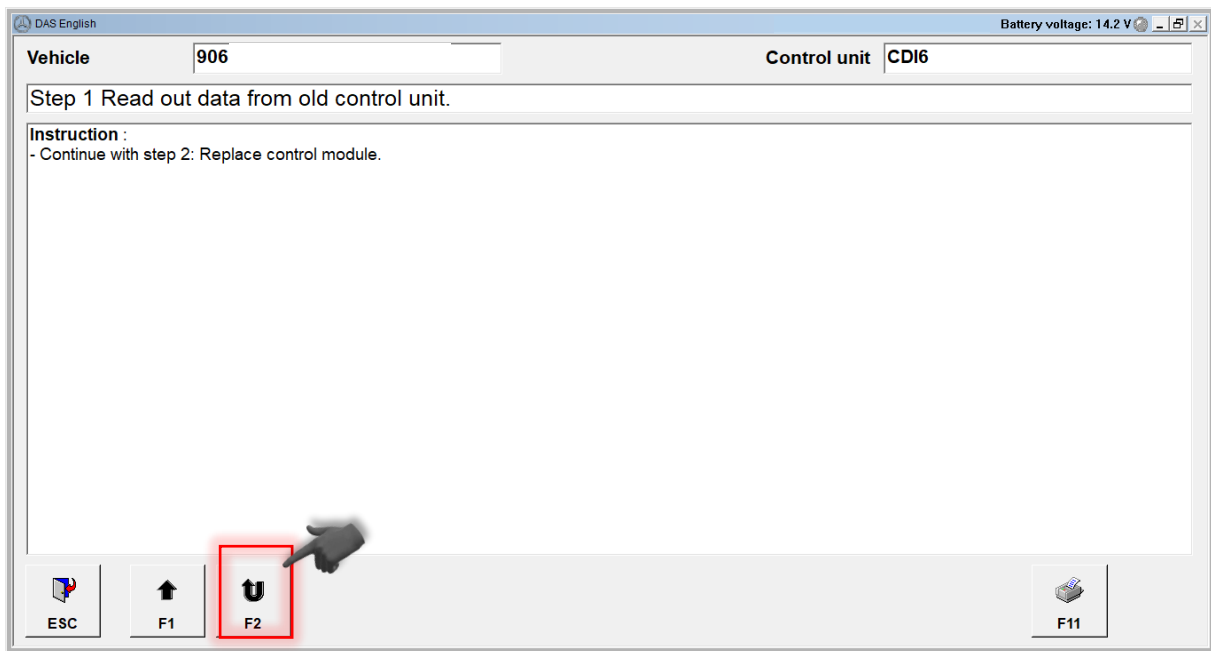 DAS English Battery voltage: 14.2 V
Vehicle 906 Control unit CDI6
Step 1 Read out data from old control unit.
Instruction :
- Continue with step 2: Replace control module.
ESC F1 F2 F11